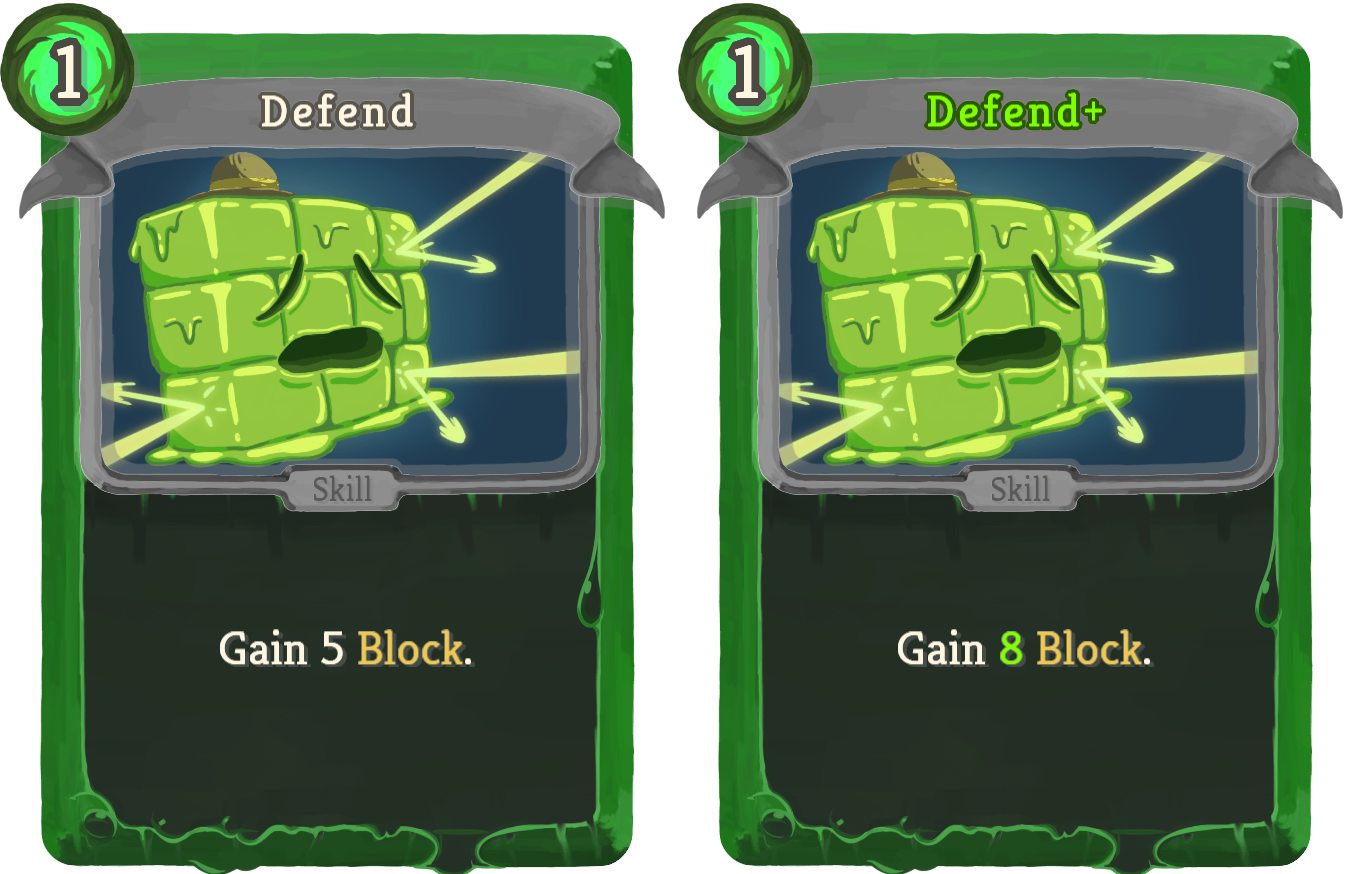 1
Defend
Skill
Gain 5 Block.
1
Defend+
Skill
Gain 8 Block.